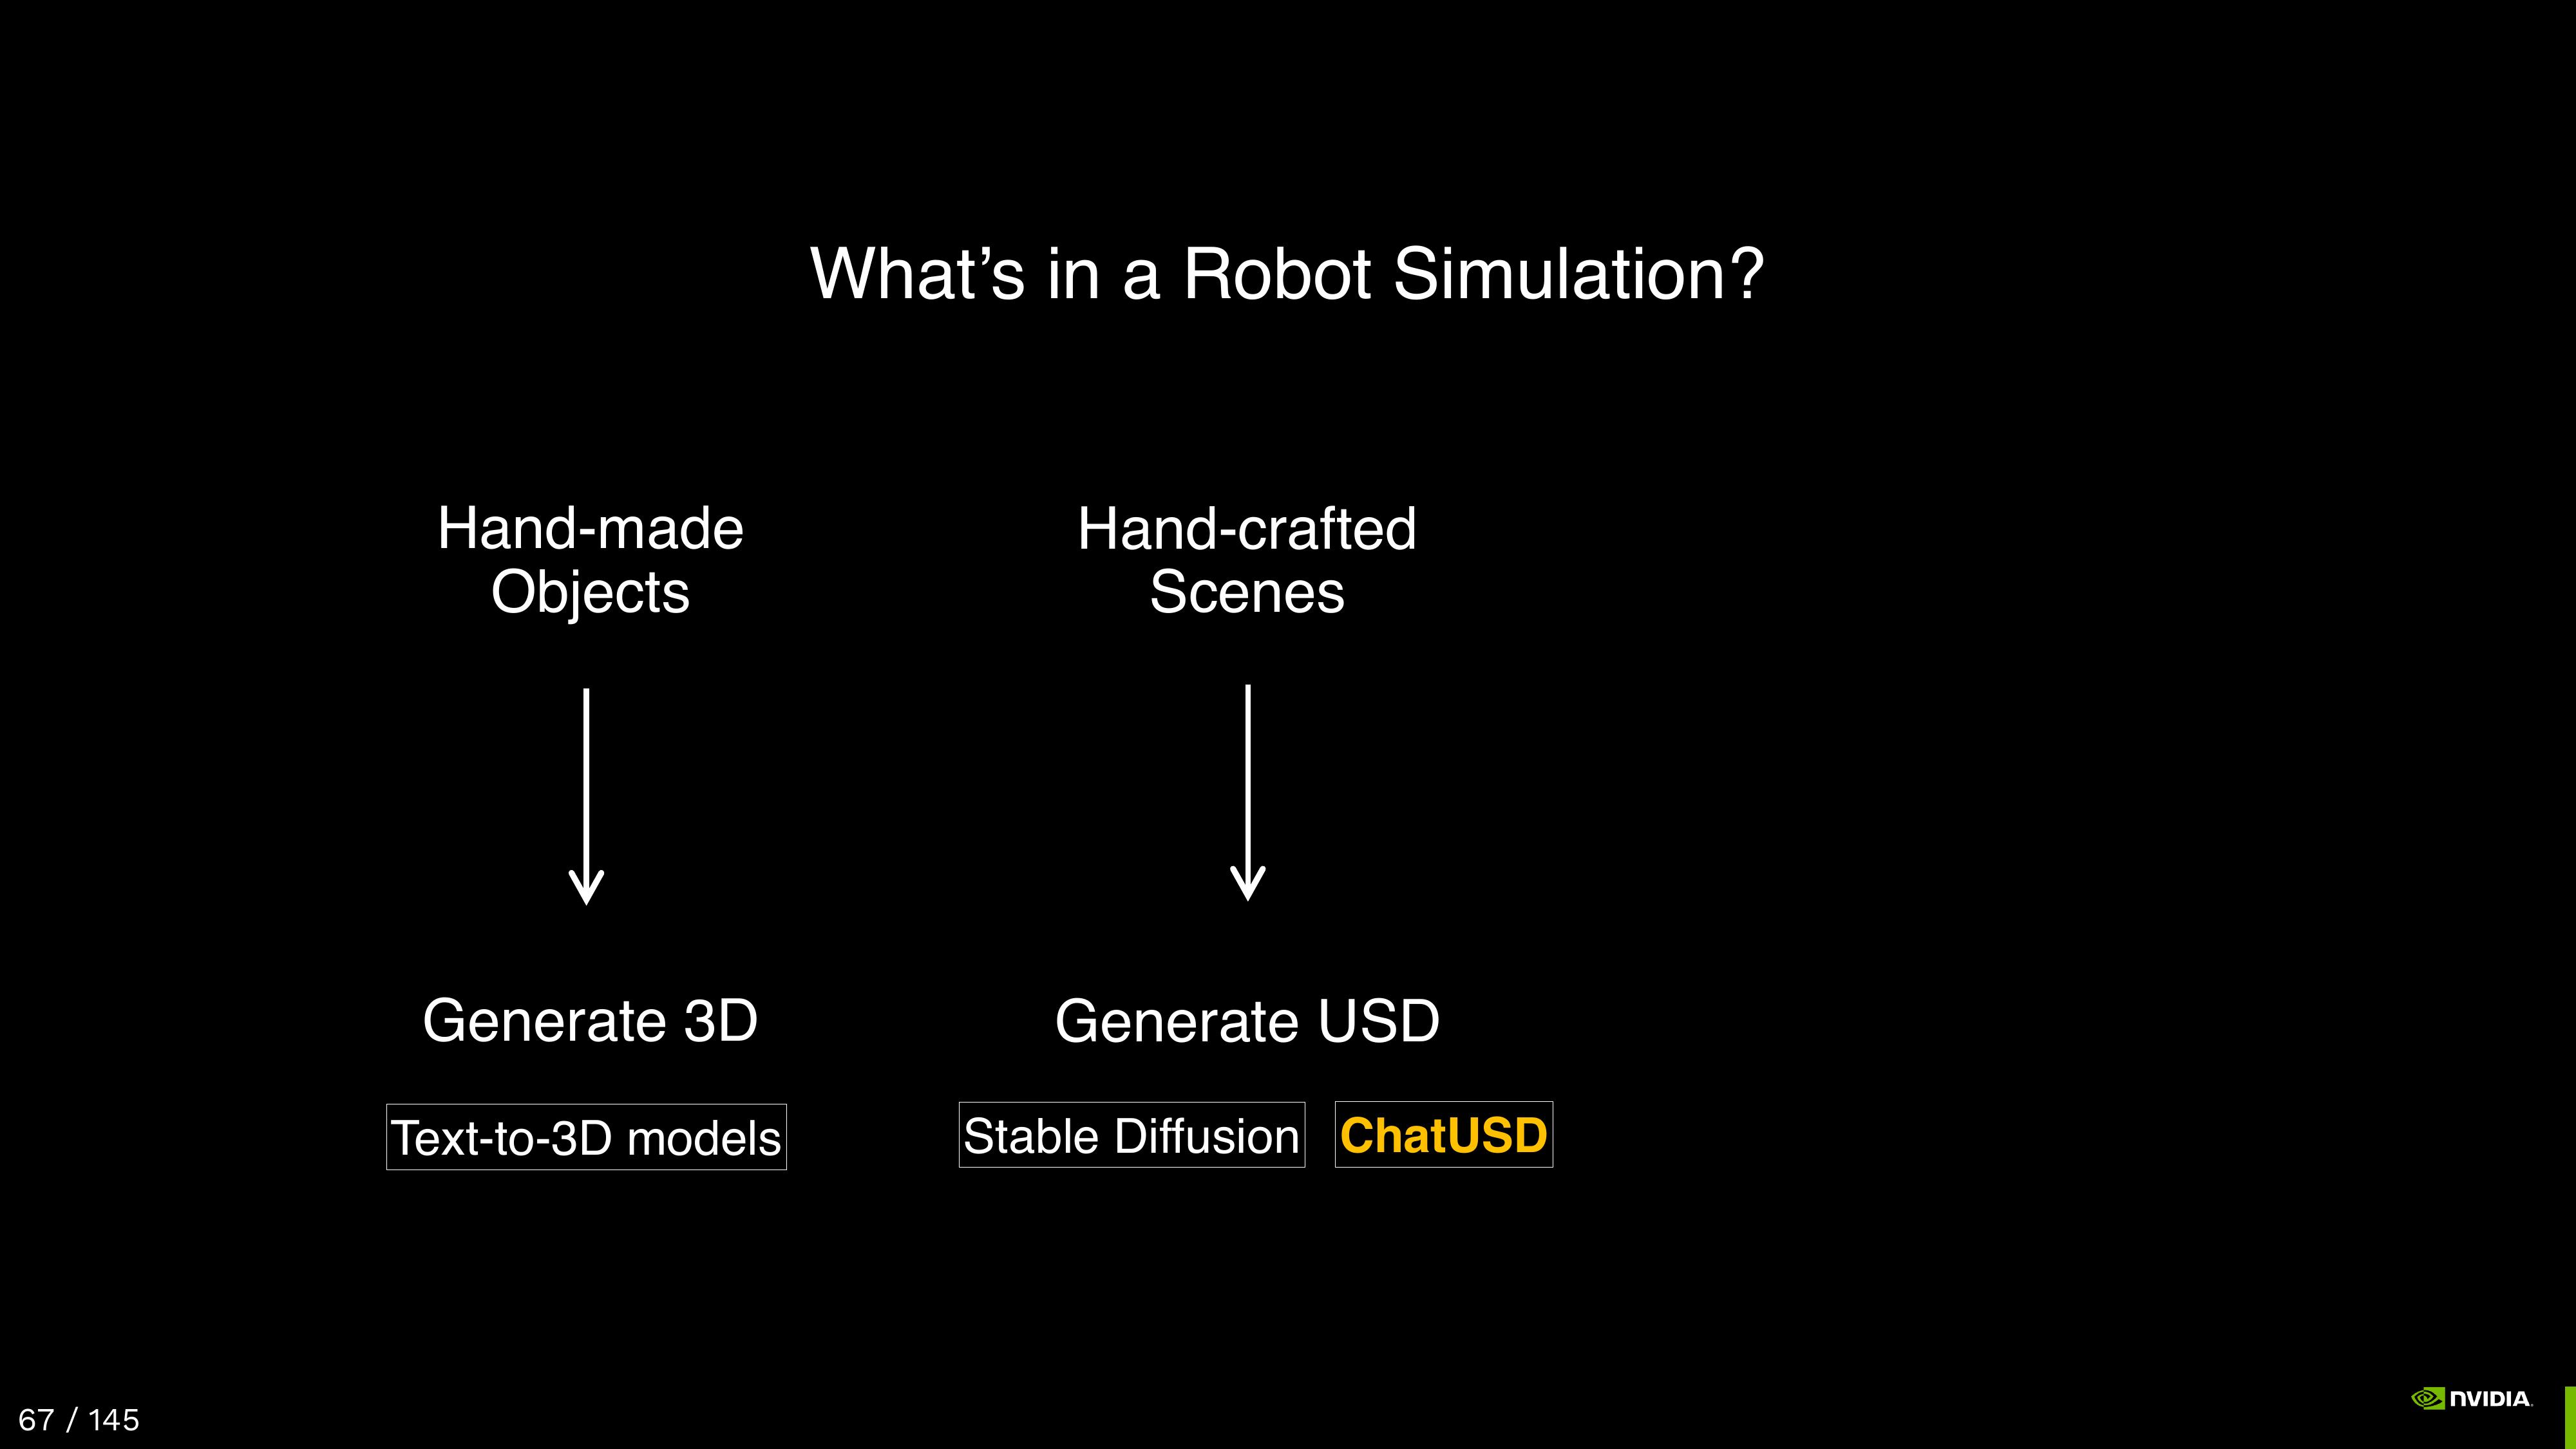 What’s in a Robot Simulation?
Hand-made
Objects
Hand-crafted
Scenes
Generate 3D
Generate USD
Text-to-3D models
Stable Diffusion
ChatUSD
67 / 145
NVIDIA.